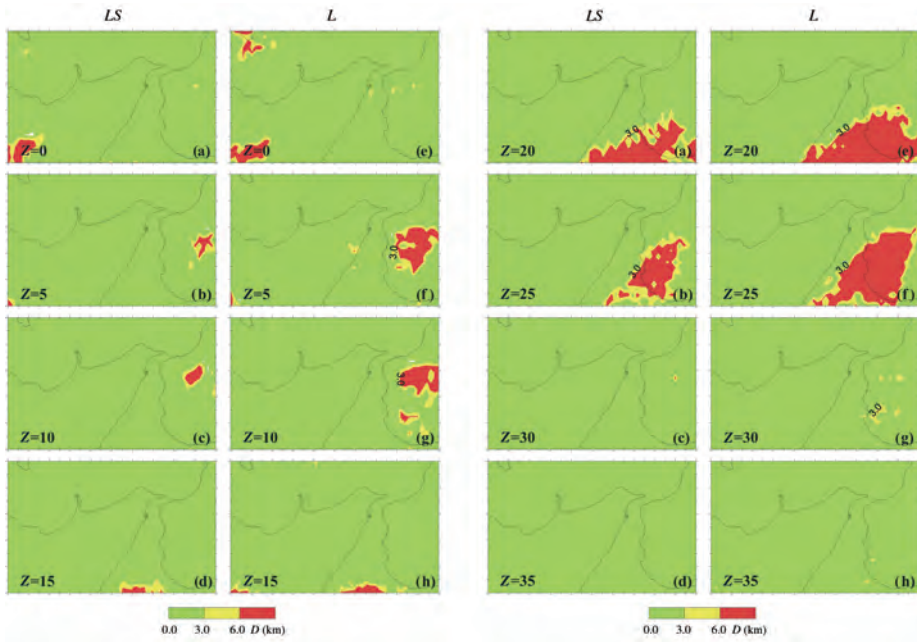 LS L LS L
Z=0 (a) Z=0 (e) Z=20 3.0 (a) Z=20 3.0 (e)
Z=5 (b) Z=5 3.0 (f) Z=25 3.0 (b) Z=25 3.0 (f)
Z=10 (c) Z=10 3.0 (g) Z=30 (c) Z=30 3.0 (g)
Z=15 (d) Z=15 (h) Z=35 (d) Z=35 (h)
0.0 3.0 6.0 D (km) 0.0 3.0 6.0 D (km)